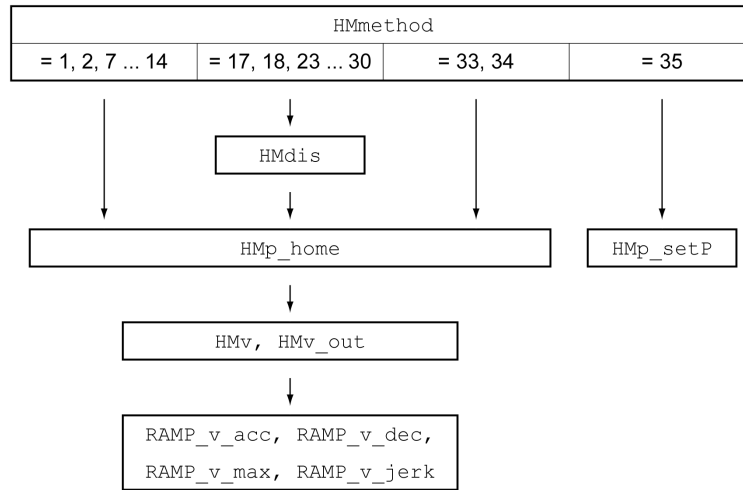 HMmethod
= 1, 2, 7 ... 14 = 17, 18, 23 ... 30 = 33, 34 = 35
HMdis
HMp_home HMp_setP
HMv, HMv_out
RAMP_v_acc, RAMP_v_dec,
RAMP_v_max, RAMP_v_jerk